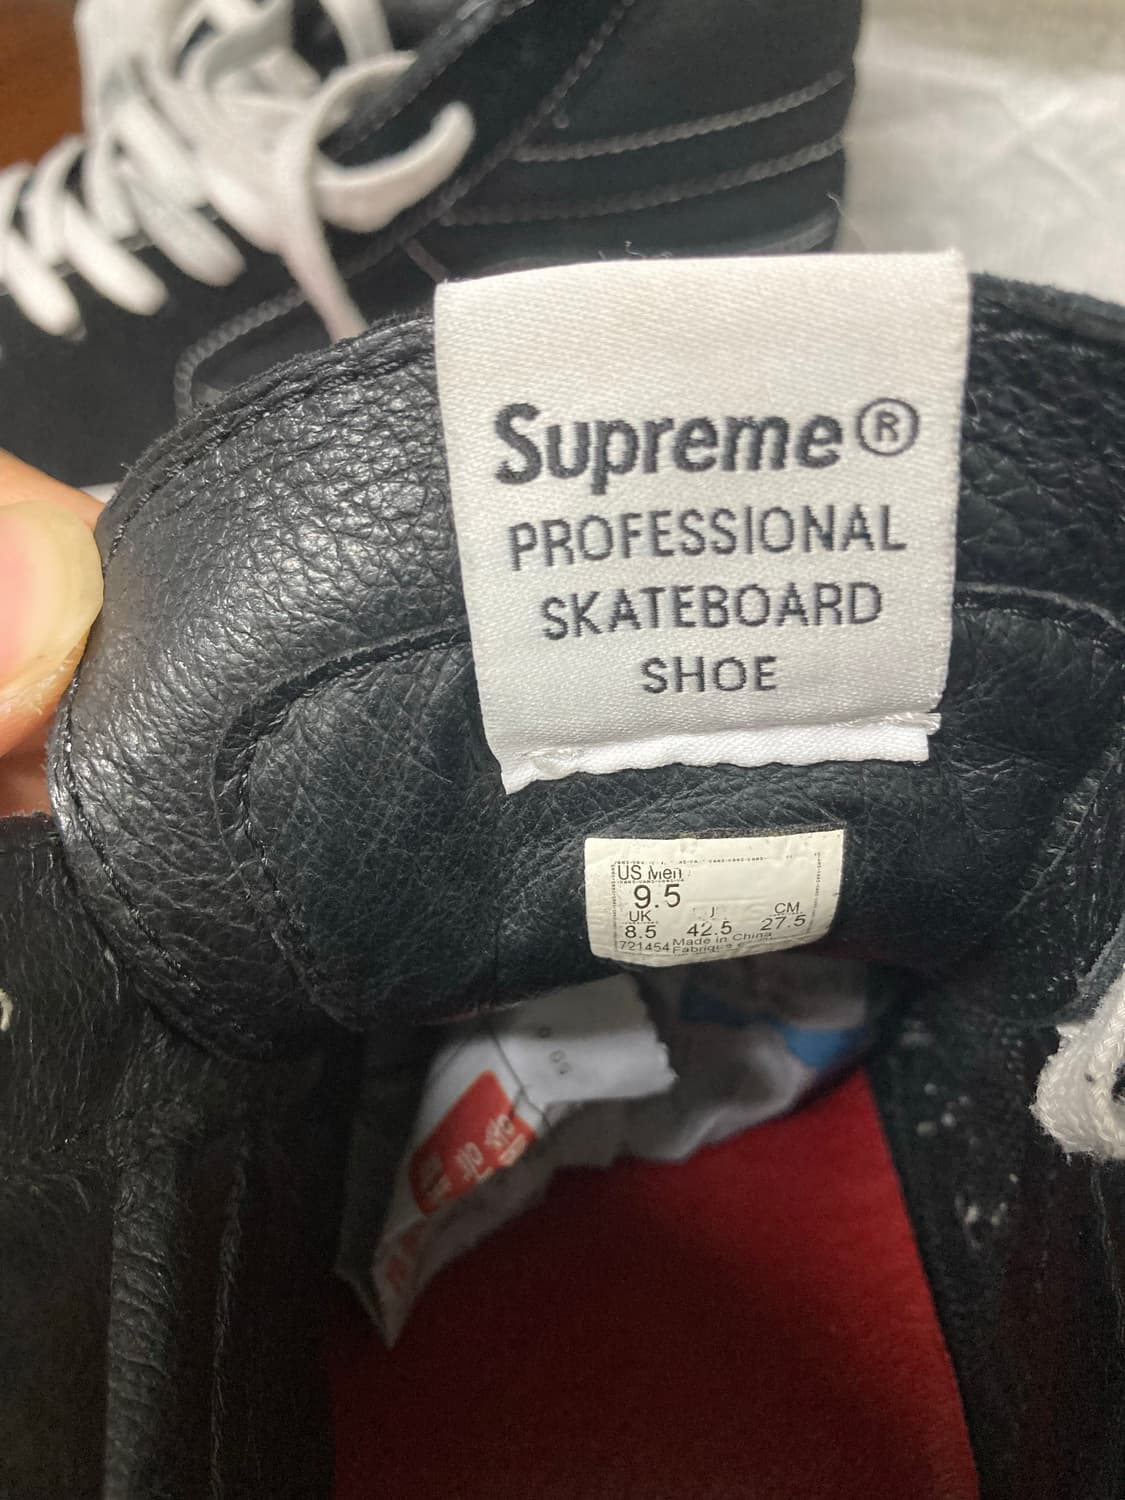 Supreme®
PROFESSIONAL
SKATEBOARD
SHOE
US Men
9.5
UK CM
8.5 42.5 27.5
721454 Made in China